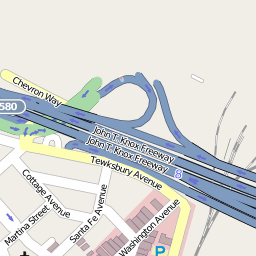 Chevron Way
580
John T. Knox Freeway
John T. Knox Freeway
Tewksbury Avenue
8
Cottage Avenue
Santa Fe Avenue
Martina Street
Washington Avenue
P